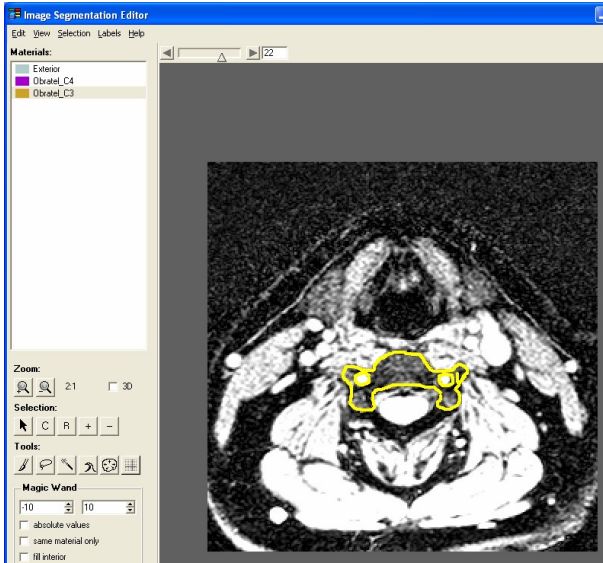 Image Segmentation Editor
Edit View Selection Labels Help
Materials:
Exterior
Obratel_C4
Obratel_C3
22
Zoom:
2:1
3D
Selection:
C R + -
Tools:
Magic Wand
-10 10
absolute values
same material only
fill interior